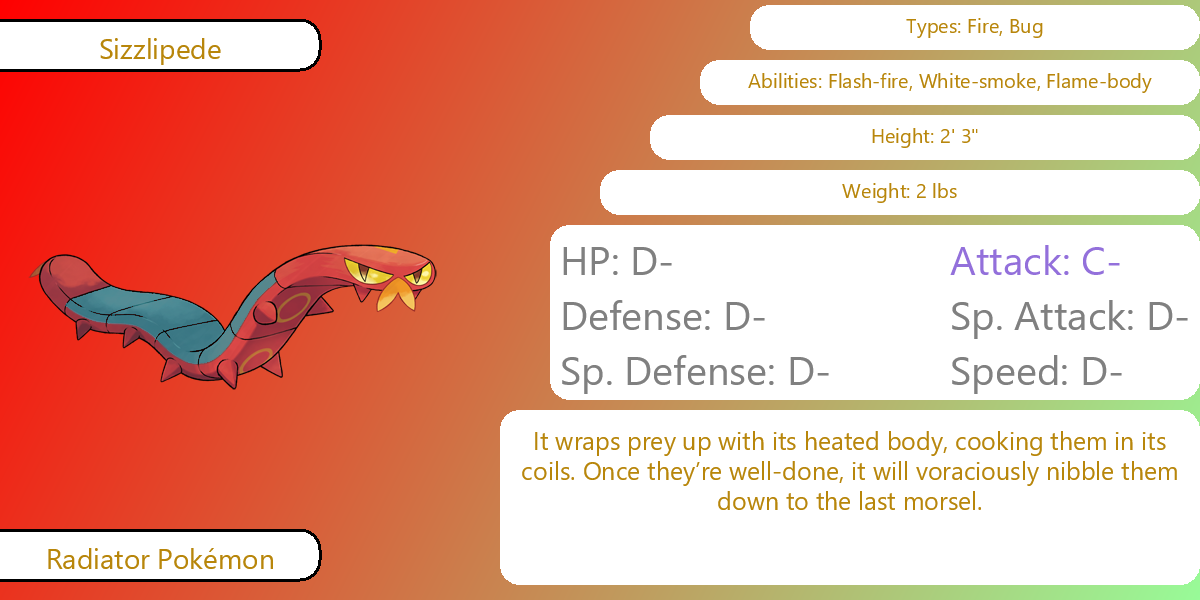 Sizzlipede
Types: Fire, Bug
Abilities: Flash-fire, White-smoke, Flame-body
Height: 2' 3"
Weight: 2 lbs
HP: D-
Attack: C-
Defense: D-
Sp. Attack: D-
Sp. Defense: D-
Speed: D-
It wraps prey up with its heated body, cooking them in its
coils. Once they’re well-done, it will voraciously nibble them
down to the last morsel.
Radiator Pokémon